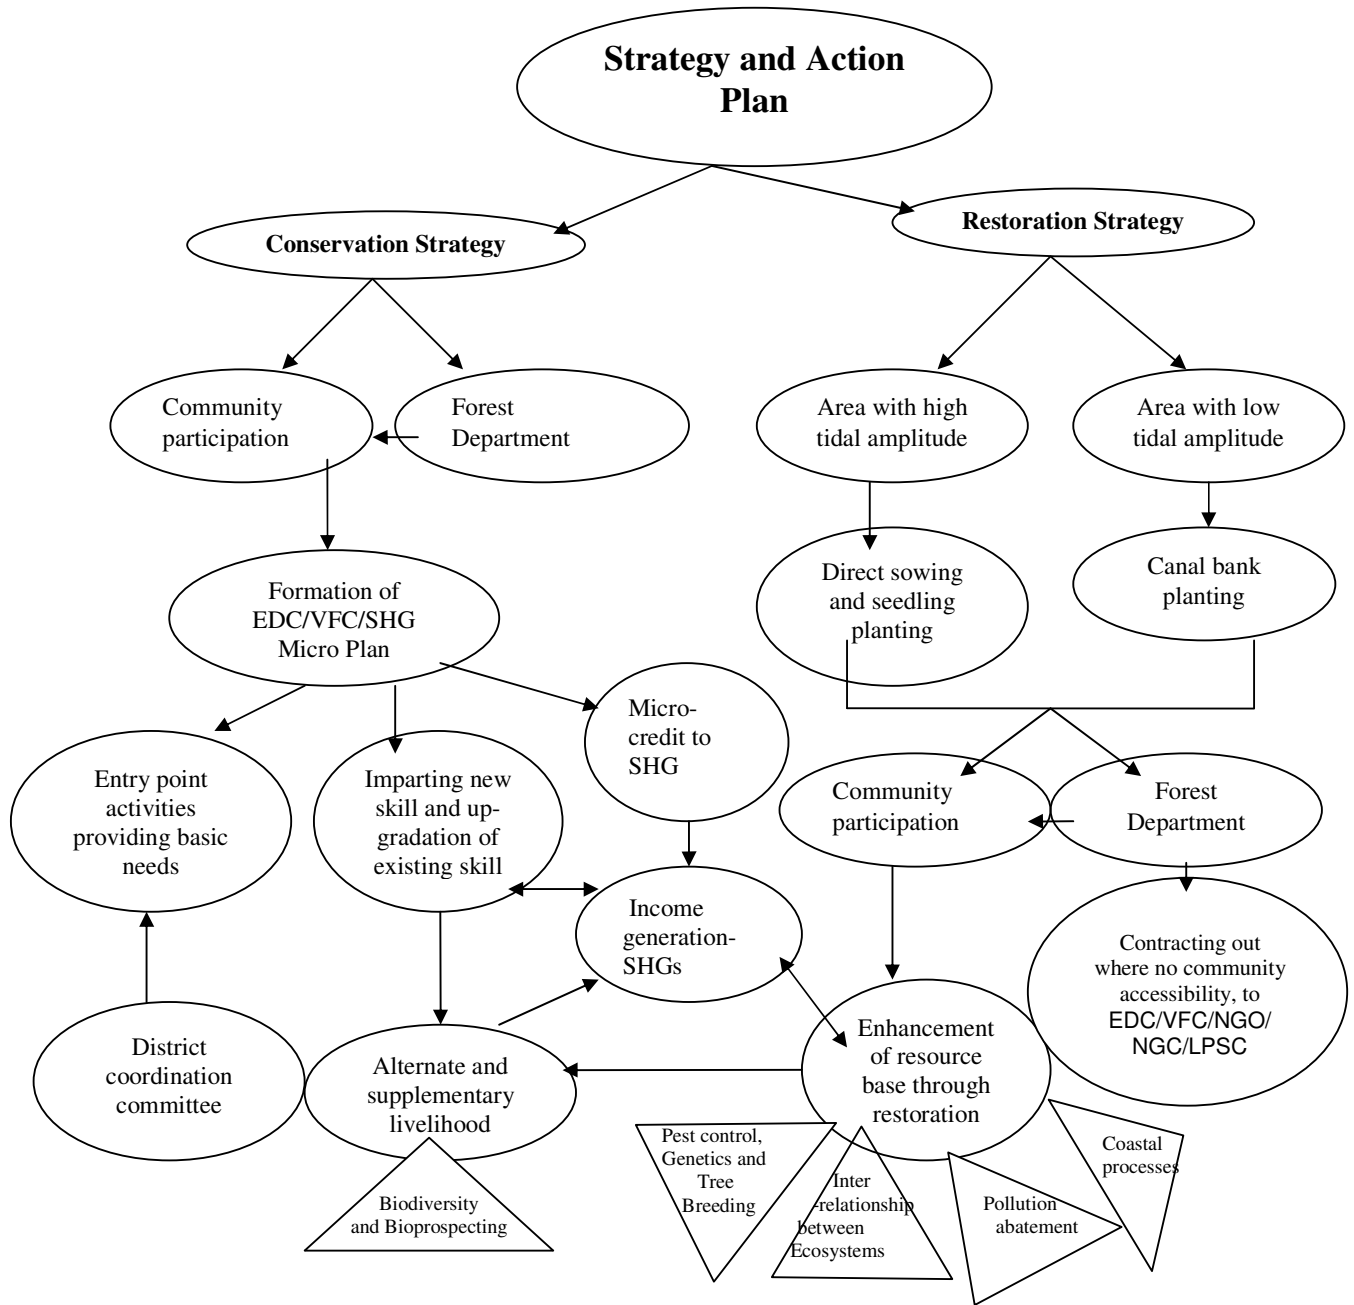 Strategy and Action
Plan
Conservation Strategy
Restoration Strategy
Community
participation
Forest
Department
Area with high
tidal amplitude
Area with low
tidal amplitude
Formation of
EDC/VFC/SHG
Micro Plan
Direct sowing
and seedling
planting
Canal bank
planting
Micro-
credit to
SHG
Entry point
activities
providing basic
needs
Imparting new
skill and up-
gradation of
existing skill
Community
participation
Forest
Department
Income
generation-
SHGs
Contracting out
where no community
accessibility, to
EDC/VFC/NGO/
NGC/LPSC
District
coordination
committee
Alternate and
supplementary
livelihood
Enhancement
of resource
base through
restoration
Biodiversity
and Bioprospecting
Pest control,
Genetics and
Tree
Breeding
Inter
-relationship
between
Ecosystems
Pollution
abatement
Coastal
processes